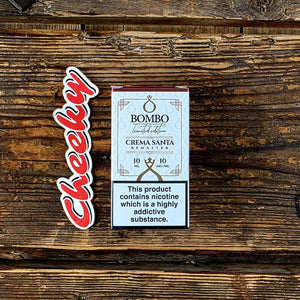 Cheeky
BOMBO
Limited edition
CREMA SANTA
REMASTER
10 10
ML MG/ML
This product
contains nicotine
which is a highly
addictive
substance.